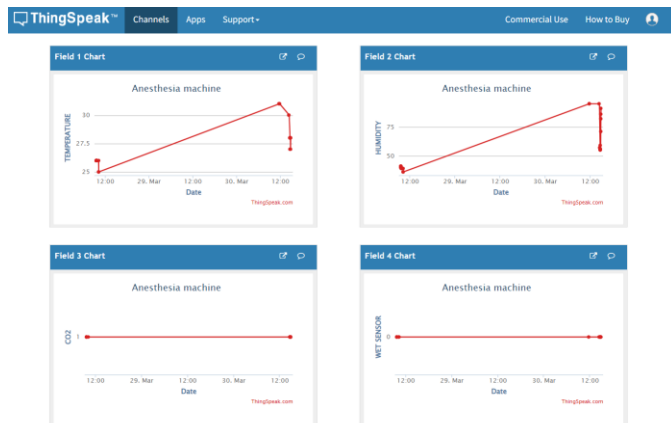 ThingSpeak™ Channels Apps Support Commercial Use How to Buy
Field 1 Chart
Anesthesia machine
TEMPERATURE
30
27.5
25
12:00 29. Mar 12:00 30. Mar 12:00
Date
ThingSpeak.com
Field 2 Chart
Anesthesia machine
HUMIDITY
75
50
12:00 29. Mar 12:00 30. Mar 12:00
Date
ThingSpeak.com
Field 3 Chart
Anesthesia machine
CO2
1
12:00 29. Mar 12:00 30. Mar 12:00
Date
ThingSpeak.com
Field 4 Chart
Anesthesia machine
WET SENSOR
0
12:00 29. Mar 12:00 30. Mar 12:00
Date
ThingSpeak.com